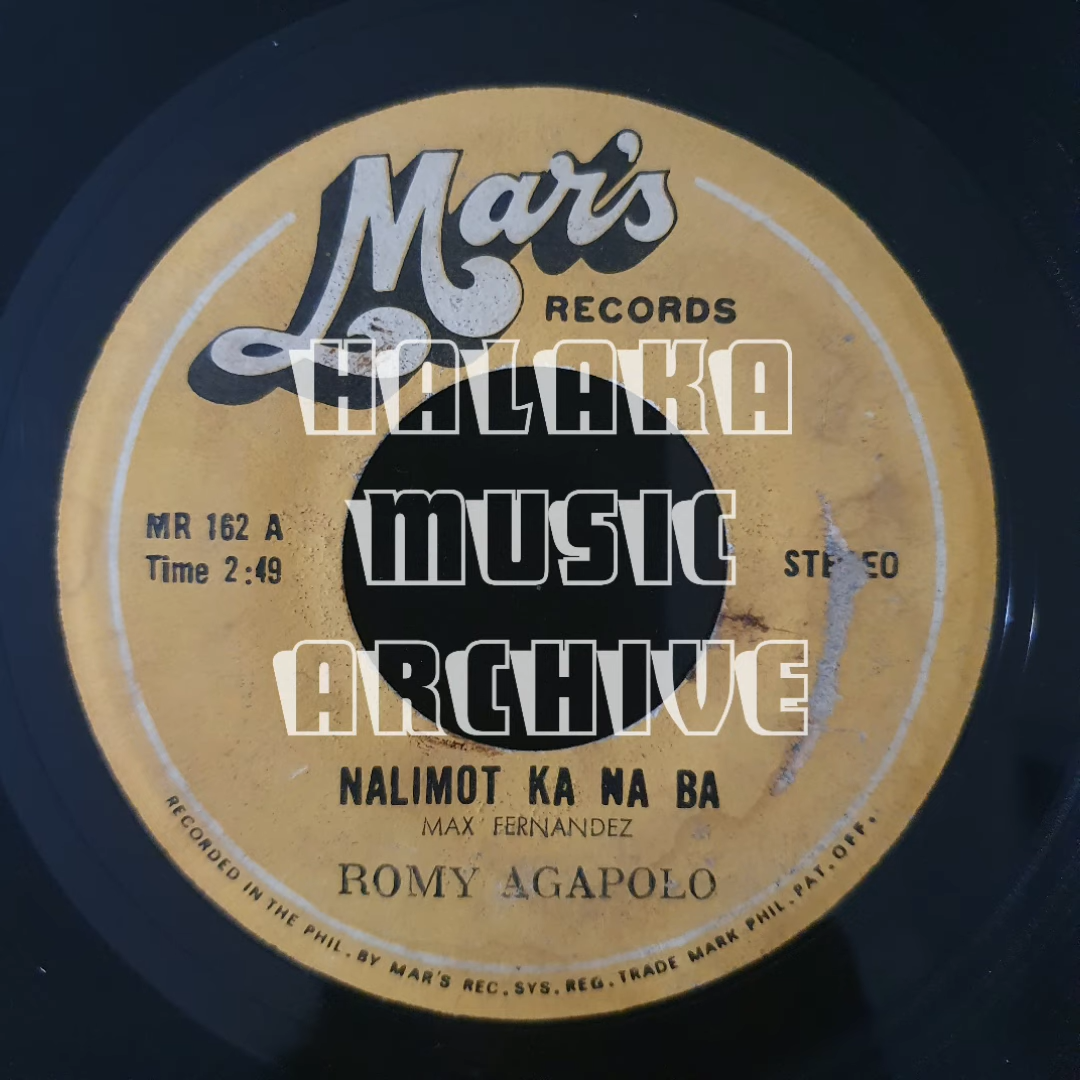 Mar's
RECORDS
HALAKA
MUSIC
ARCHIVE
MR 162 A
Time 2:49
STEREO
NALIMOT KA NA BA
MAX FERNANDEZ
ROMY AGAPOLO
RECORDED IN THE PHIL. BY MAR'S REC. SYS. REG. TRADE MARK PHIL. PAT. OFF.